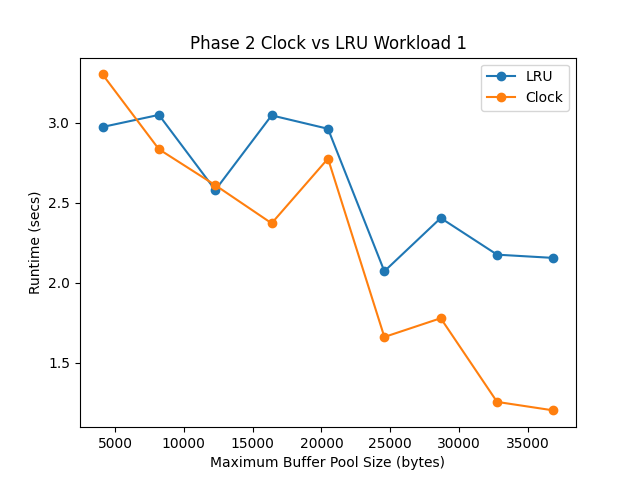 Phase 2 Clock vs LRU Workload 1
LRU
Clock
Runtime (secs)
3.0
2.5
2.0
1.5
5000 10000 15000 20000 25000 30000 35000
Maximum Buffer Pool Size (bytes)